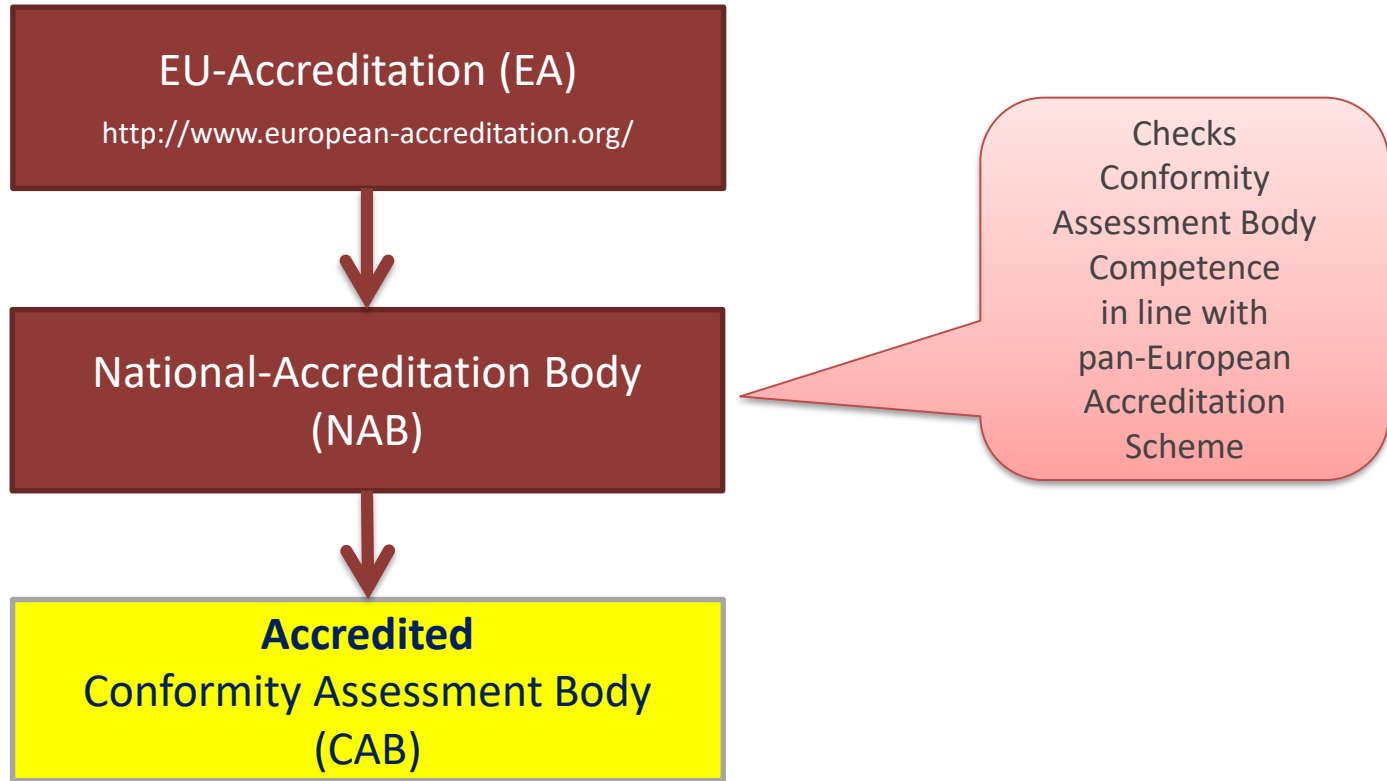 EU-Accreditation (EA)
http://www.european-accreditation.org/
National-Accreditation Body
(NAB)
Checks
Conformity
Assessment Body
Competence
in line with
pan-European
Accreditation
Scheme
Accredited
Conformity Assessment Body
(CAB)